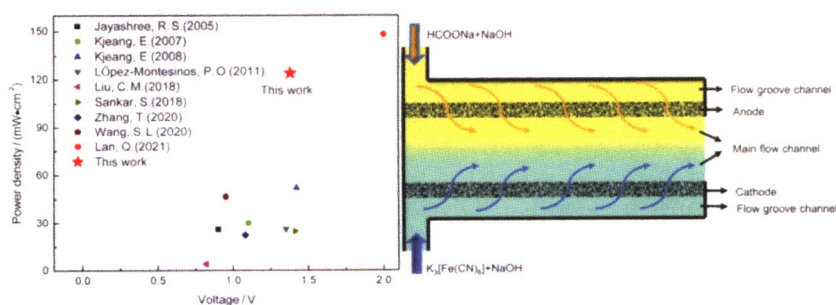 Power density / (mW•cm⁻²)
150
120
90
60
30
0
Jayashree, R.S.(2005)
Kjeang, E.(2007)
Kjeang, E.(2008)
LÓpez-Montesinos, P.O.(2011)
Liu, C.M.(2018)
Sankar, S.(2018)
Zhang, T.(2020)
Wang, S.L.(2020)
Lan, Q.(2021)
This work
This work
0.0
0.5
1.0
1.5
2.0
Voltage / V
HCOONa+NaOH
Flow groove channel
Anode
Main flow channel
Cathode
Flow groove channel
K₃[Fe(CN)₆]+NaOH